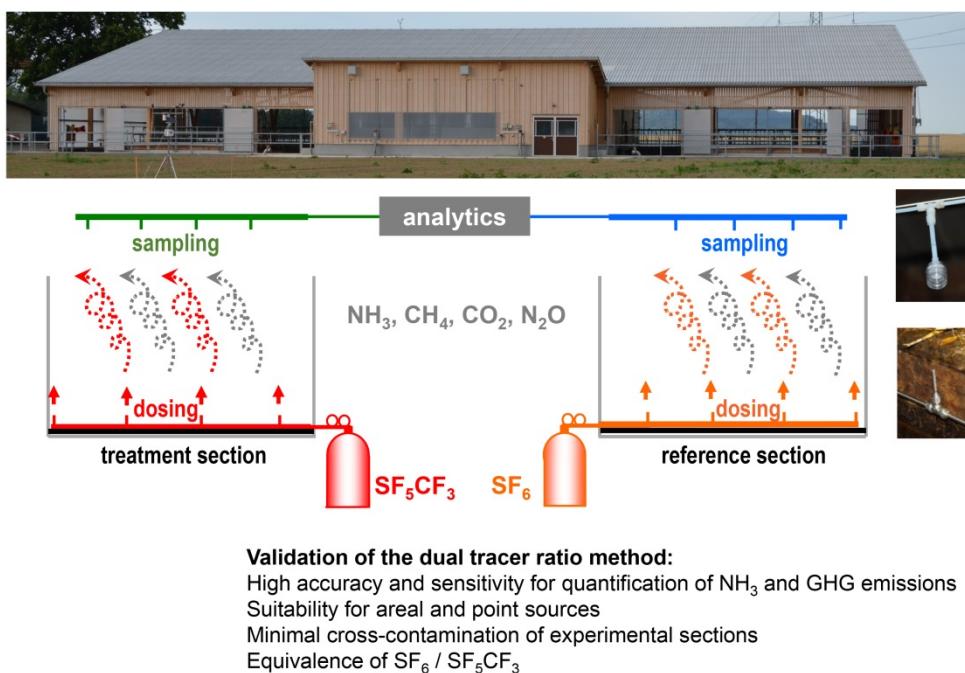 analytics
sampling
sampling
NH₃, CH₄, CO₂, N₂O
dosing
dosing
treatment section
reference section
SF₅CF₃
SF₆
Validation of the dual tracer ratio method:
High accuracy and sensitivity for quantification of NH₃ and GHG emissions
Suitability for areal and point sources
Minimal cross-contamination of experimental sections
Equivalence of SF₆ / SF₅CF₃